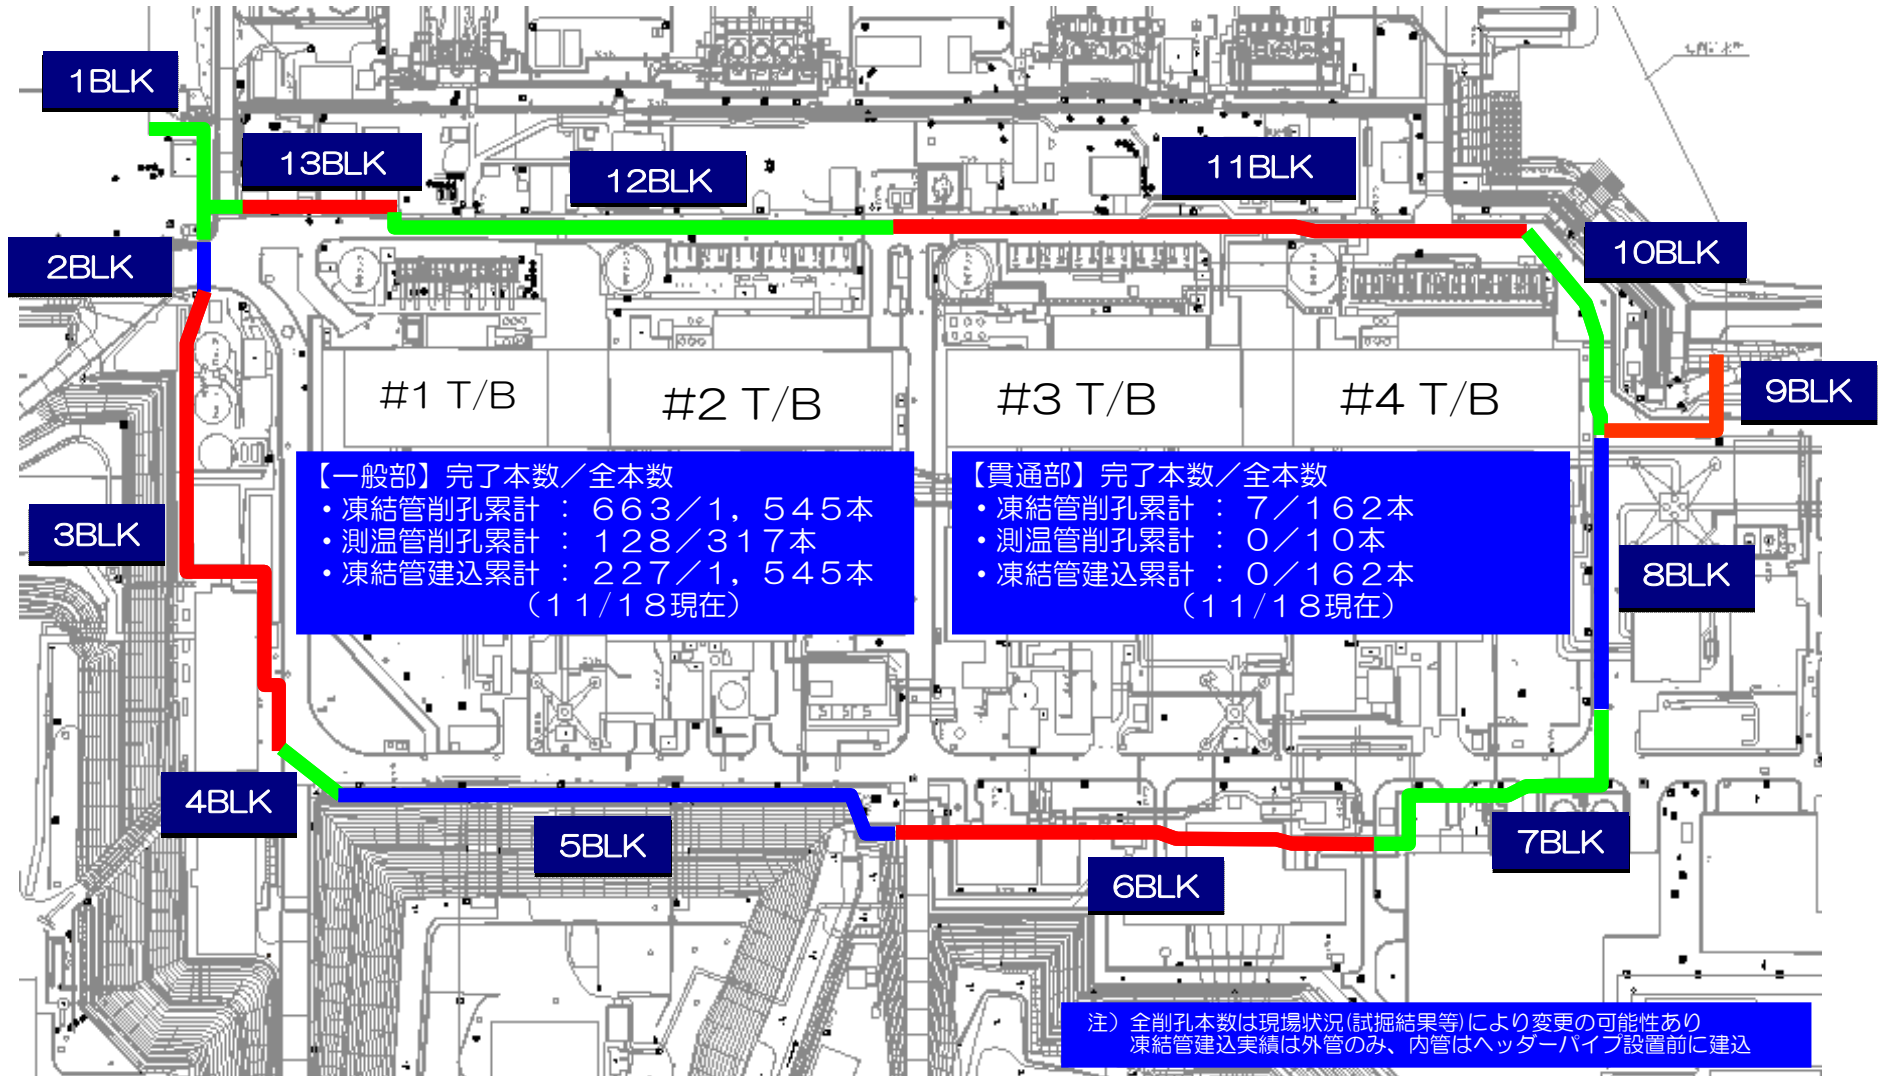 1BLK
13BLK
12BLK
11BLK
2BLK
10BLK
#1 T/B
#2 T/B
#3 T/B
#4 T/B
9BLK
【一般部】完了本数／全本数
・凍結管削孔累計 ： 663／1，545本
・測温管削孔累計 ： 128／317本
・凍結管建込累計 ： 227／1，545本
（11/18現在）
【貫通部】完了本数／全本数
・凍結管削孔累計 ： 7／162本
・測温管削孔累計 ： 0／10本
・凍結管建込累計 ： 0／162本
（11/18現在）
3BLK
8BLK
4BLK
5BLK
7BLK
6BLK
注）全削孔本数は現場状況(試掘結果等)により変更の可能性あり
凍結管建込実績は外管のみ、内管はヘッダーパイプ設置前に建込